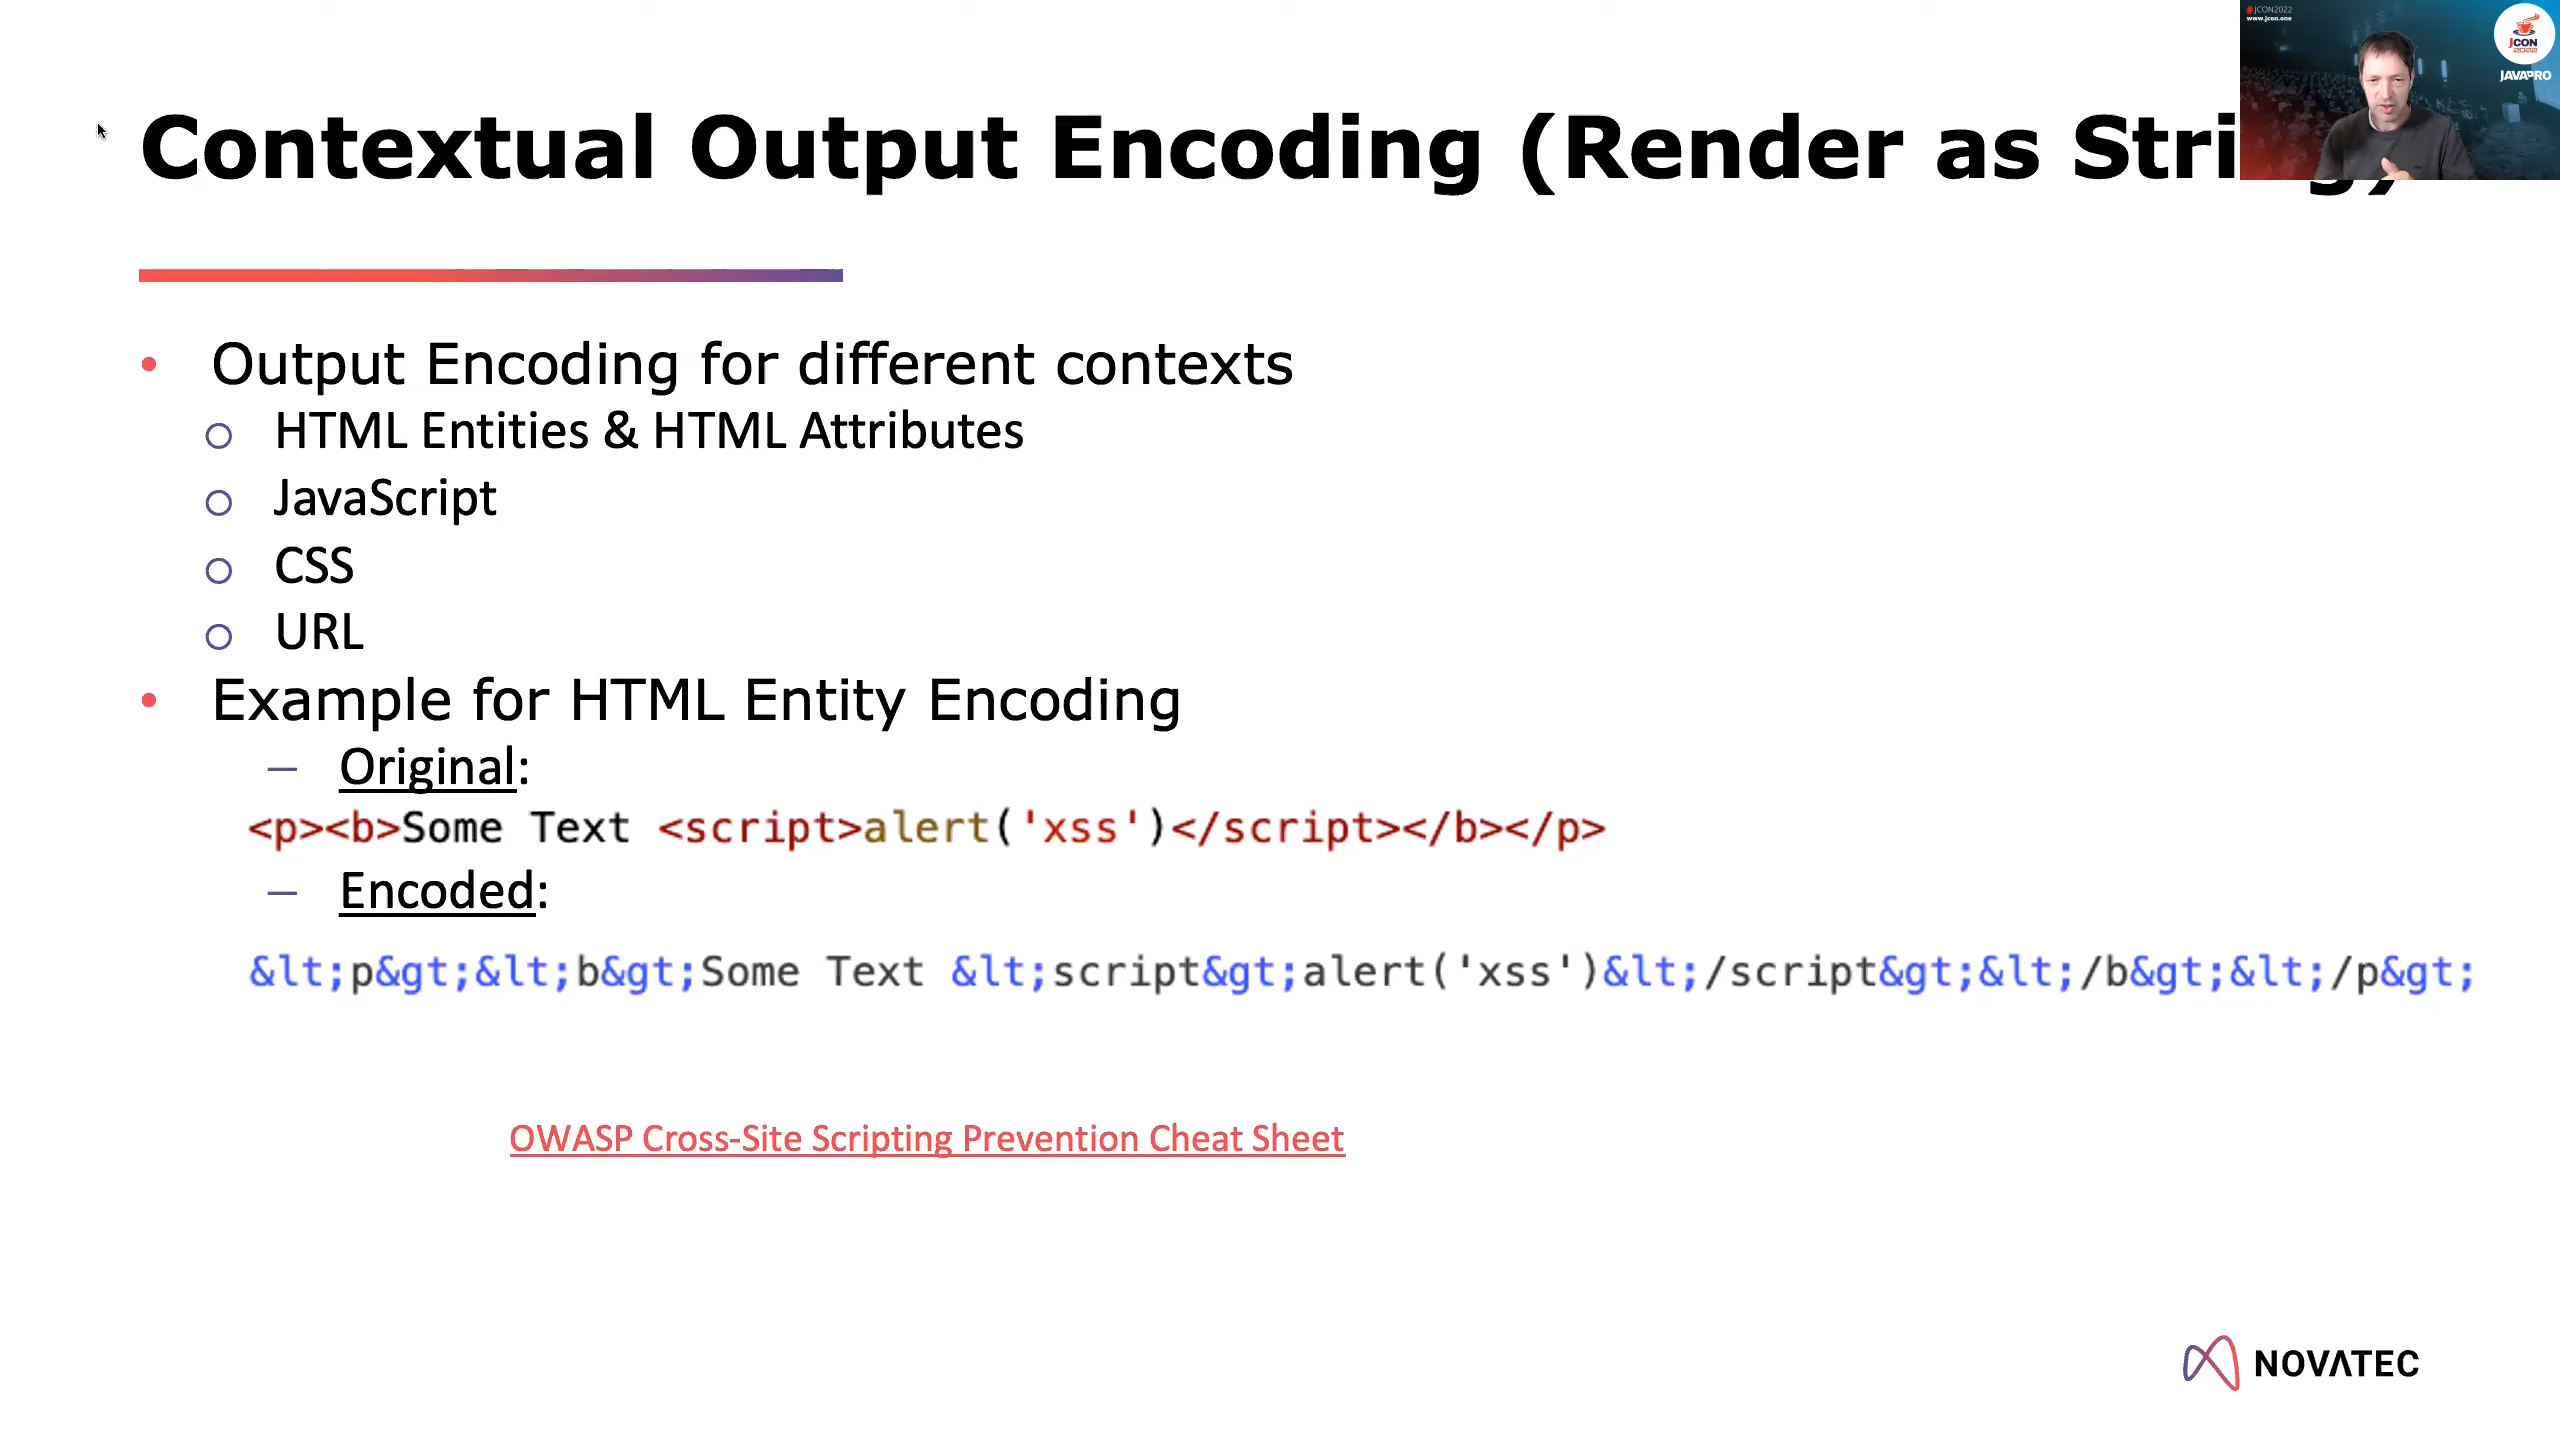 #JCON2022
www.jcon.one
JCON
2022
JAVAPRO
Contextual Output Encoding (Render as Stri
• Output Encoding for different contexts
○ HTML Entities & HTML Attributes
○ JavaScript
○ CSS
○ URL
• Example for HTML Entity Encoding
– Original:
<p><b>Some Text <script>alert('xss')</script></b></p>
– Encoded:
&lt;p&gt;&lt;b&gt;Some Text &lt;script&gt;alert('xss')&lt;/script&gt;&lt;/b&gt;&lt;/p&gt;
OWASP Cross-Site Scripting Prevention Cheat Sheet
NOVATEC